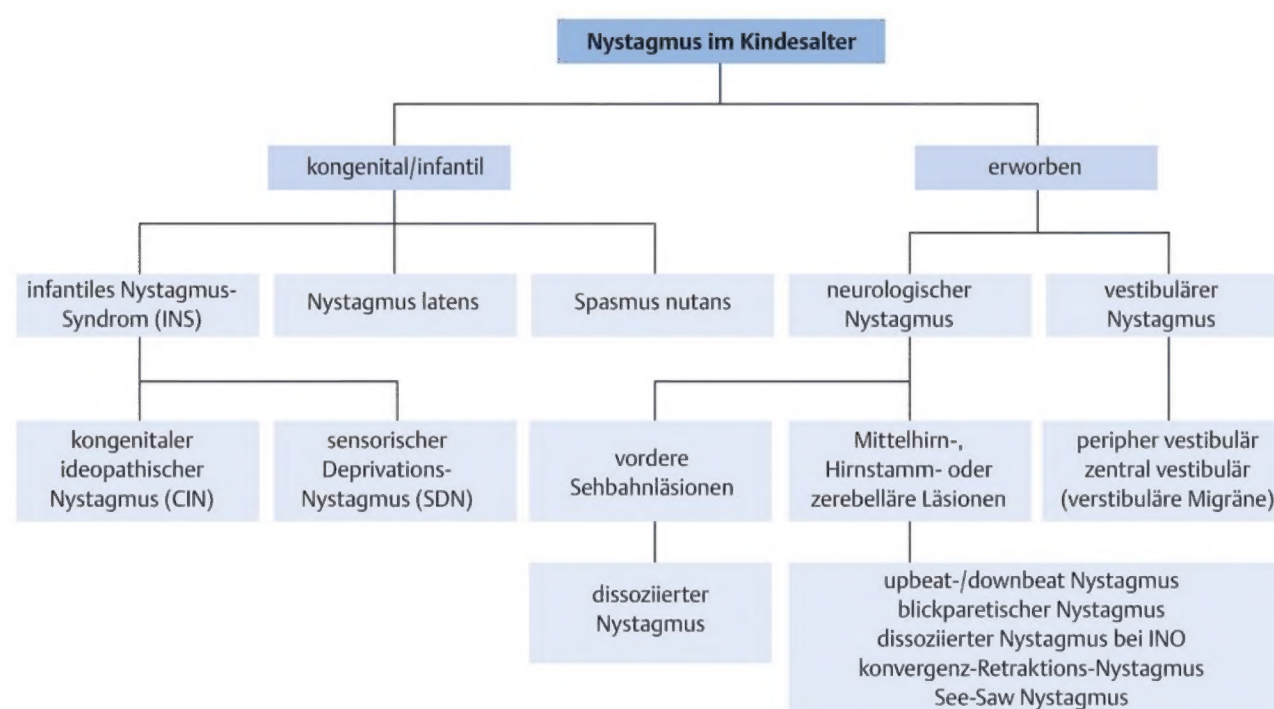 Nystagmus im Kindesalter
kongenital/infantil
erworben
infantiles Nystagmus-
Syndrom (INS)
Nystagmus latens
Spasmus nutans
neurologischer
Nystagmus
vestibulärer
Nystagmus
kongenitaler
ideopathischer
Nystagmus (CIN)
sensorischer
Deprivations-
Nystagmus (SDN)
vordere
Sehbahnläsionen
Mittelhirn-,
Hirnstamm- oder
zerebelläre Läsionen
peripher vestibulär
zentral vestibulär
(verstibuläre Migräne)
dissoziierter
Nystagmus
upbeat-/downbeat Nystagmus
blickparetischer Nystagmus
dissoziierter Nystagmus bei INO
konvergenz-Retraktions-Nystagmus
See-Saw Nystagmus